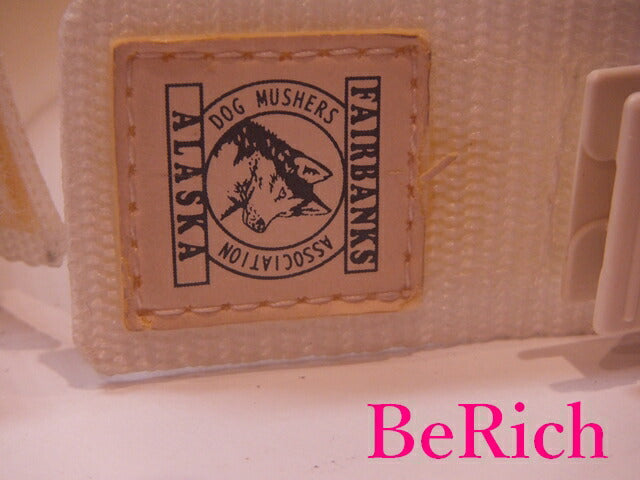 FAIRBANKS
DOG MUSHERS
ASSOCIATION
ALASKA
BeRich